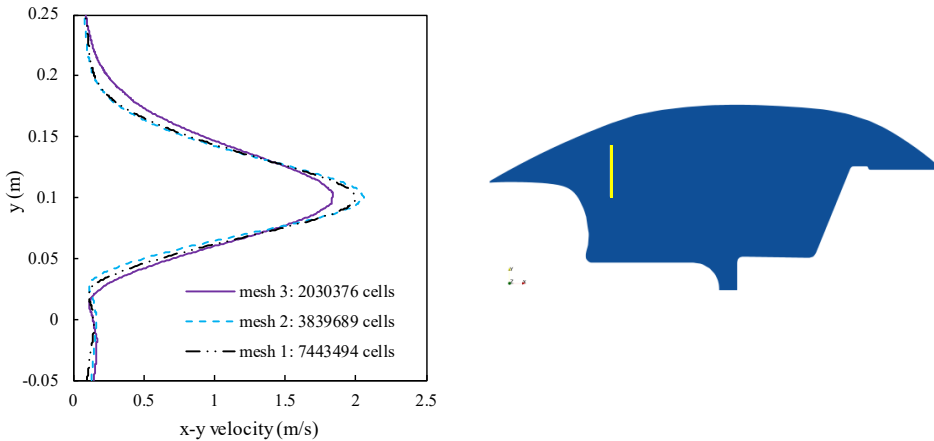 0.25
0.2
0.15
0.1
0.05
0
-0.05
y (m)
mesh 3: 2030376 cells
mesh 2: 3839689 cells
mesh 1: 7443494 cells
0 0.5 1 1.5 2 2.5
x-y velocity (m/s)